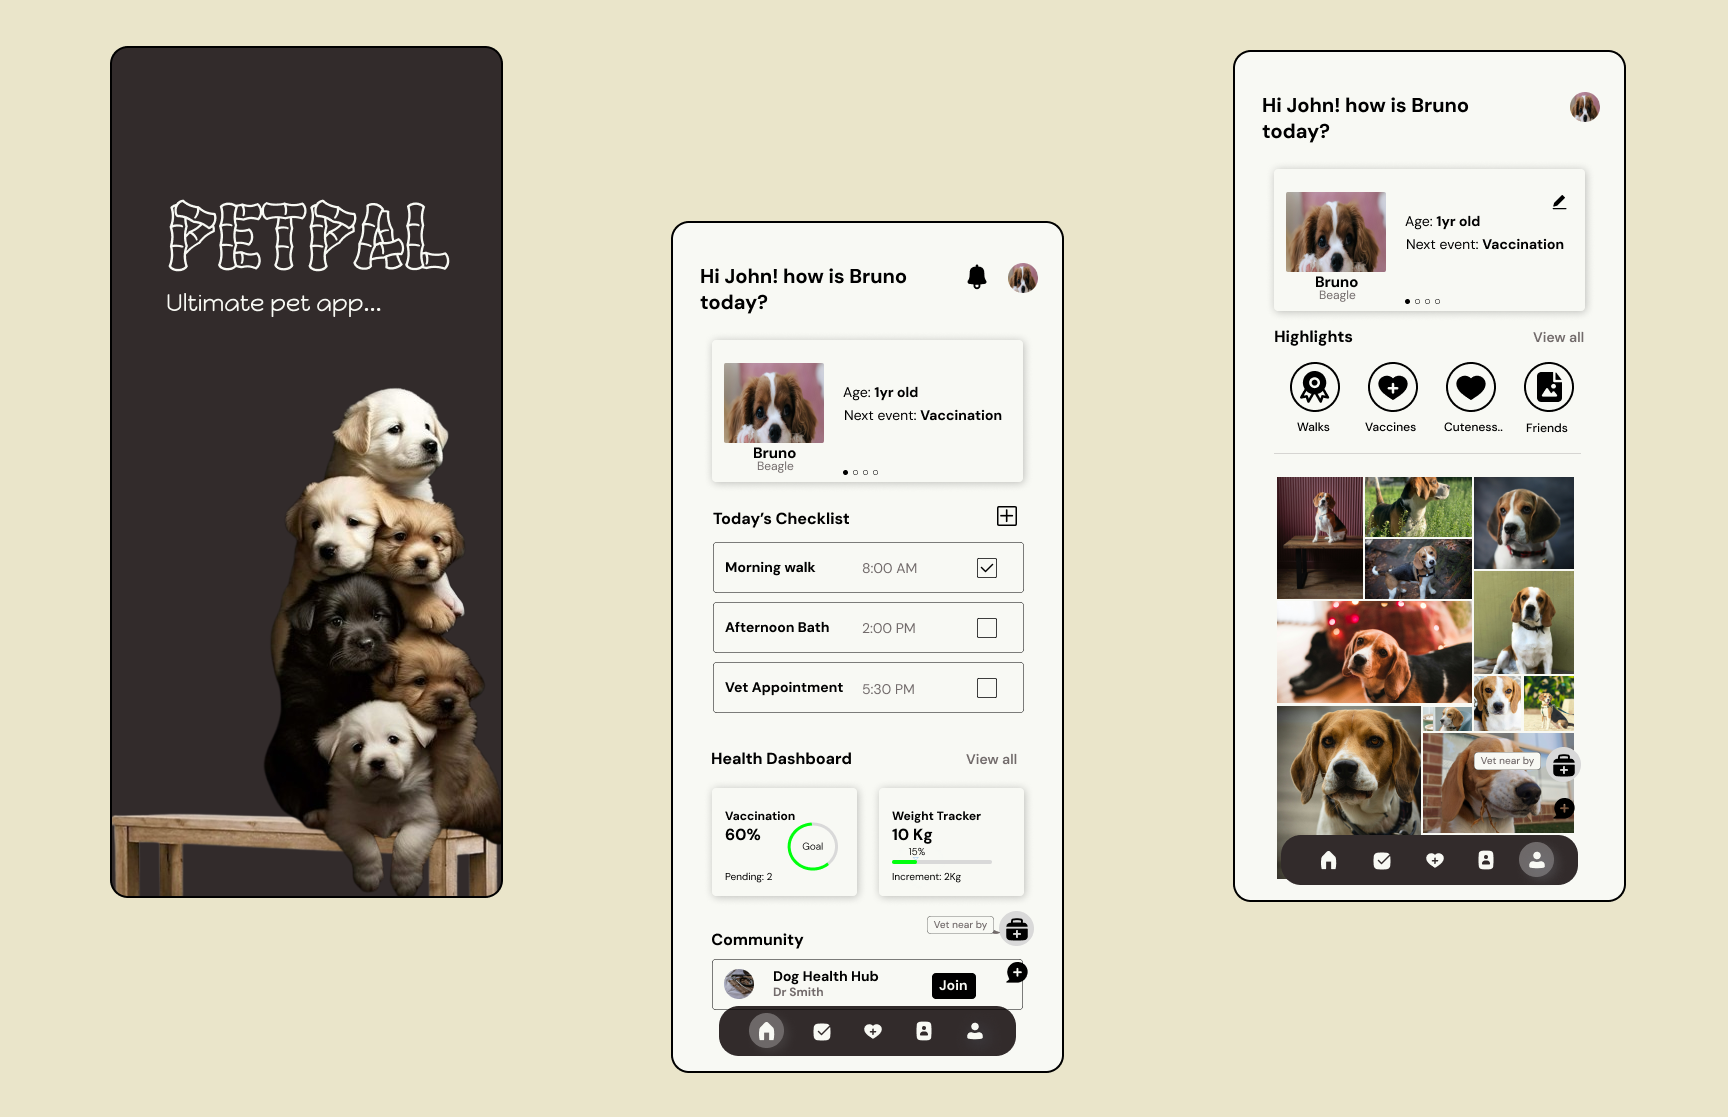 PETPAL
Ultimate pet app...
Hi John! how is Bruno
today?
Age: 1yr old
Next event: Vaccination
Bruno
Beagle
Today’s Checklist
Morning walk 8:00 AM
Afternoon Bath 2:00 PM
Vet Appointment 5:30 PM
Health Dashboard View all
Vaccination
60%
Goal
Pending: 2
Weight Tracker
10 Kg
15%
Increment: 2Kg
Vet near by
Community
Dog Health Hub
Dr Smith
Join
Hi John! how is Bruno
today?
Age: 1yr old
Next event: Vaccination
Bruno
Beagle
Highlights View all
Walks Vaccines Cuteness.. Friends
Vet near by